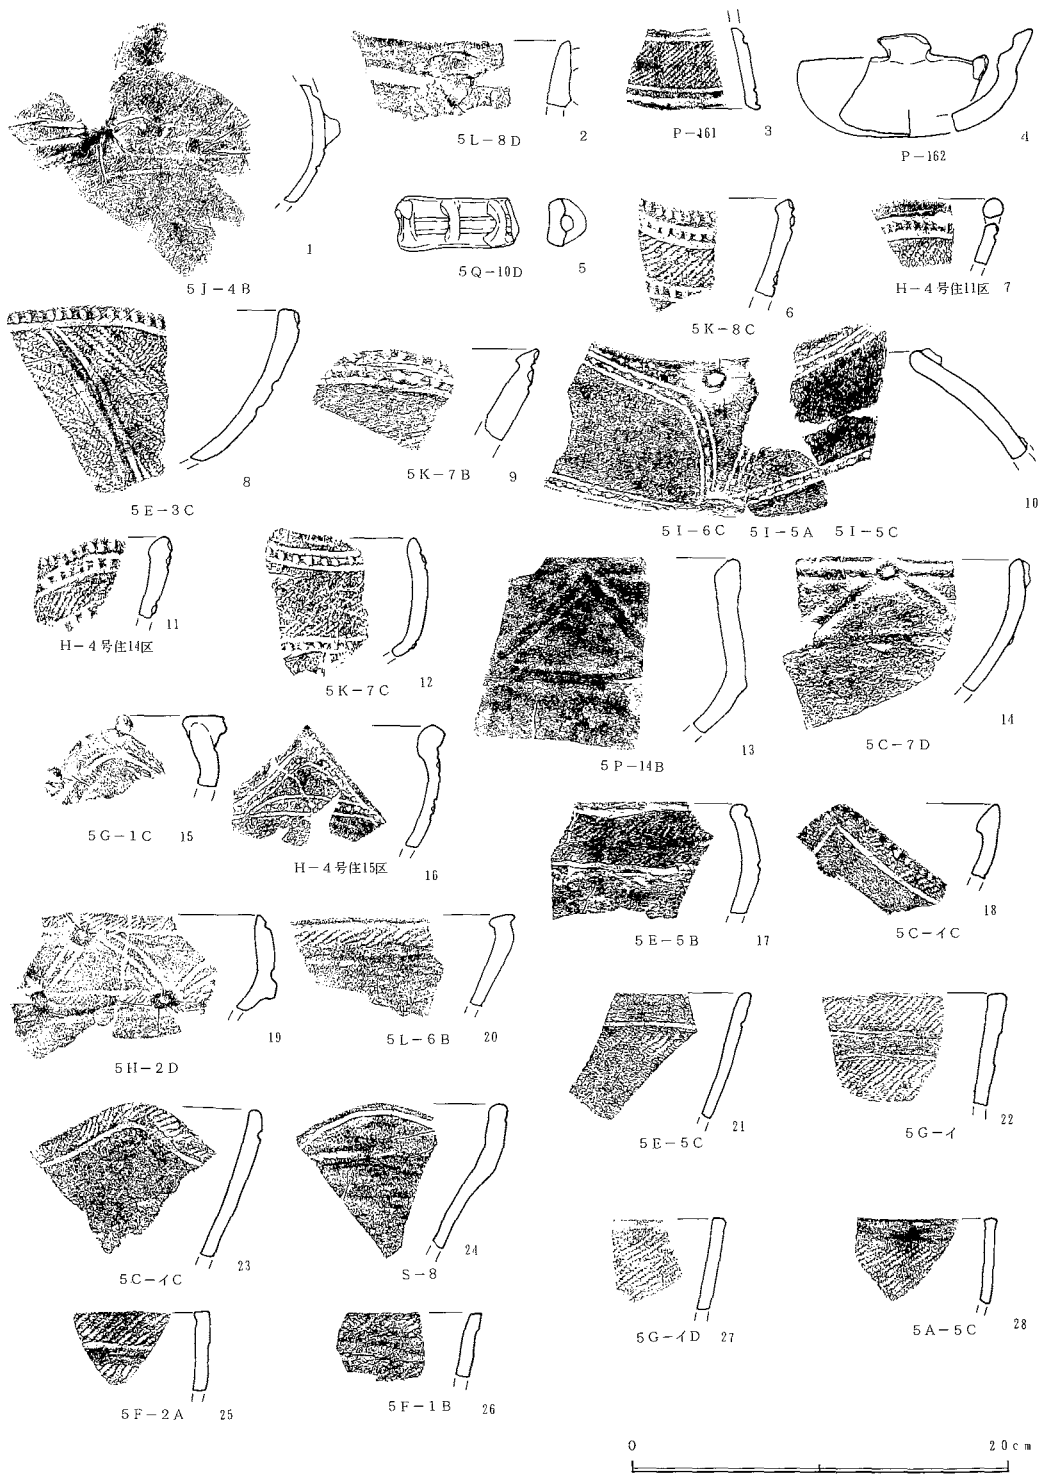 1
5J-4B
5L-8D
2
P-161
3
P-162
4
5Q-10D
5
5K-8C
6
H-4号住11区
7
5E-3C
8
5K-7B
9
5I-6C 5I-5A 5I-5C
10
H-4号住14区
11
5K-7C
12
5P-14B
13
5C-7D
14
5G-1C
15
H-4号住15区
16
5E-5B
17
5C-イC
18
5H-2D
19
5L-6B
20
5E-5C
21
5G-イ
22
5C-イC
23
S-8
24
5G-イD
27
5A-5C
28
5F-2A
25
5F-1B
26
0 20cm